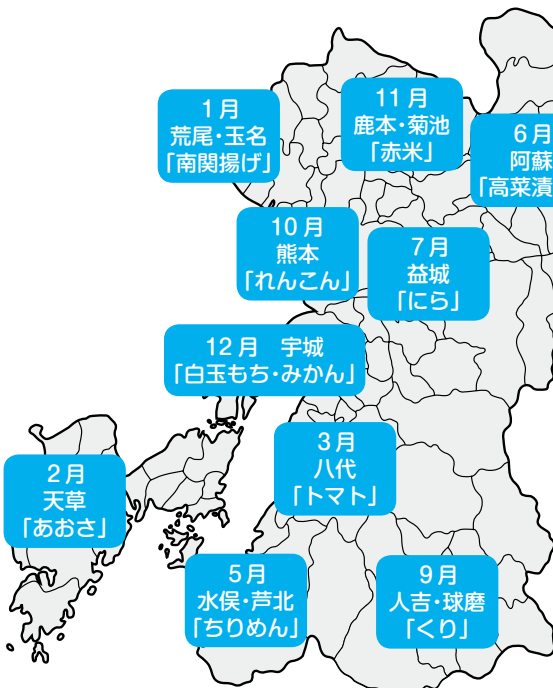 1月
荒尾・玉名
「南関揚げ」
11月
鹿本・菊池
「赤米」
6月
阿蘇
「高菜漬
10月
熊本
「れんこん」
7月
益城
「にら」
12月　宇城
「白玉もち・みかん」
3月
八代
「トマト」
2月
天草
「あおさ」
5月
水俣・芦北
「ちりめん」
9月
人吉・球磨
「くり」